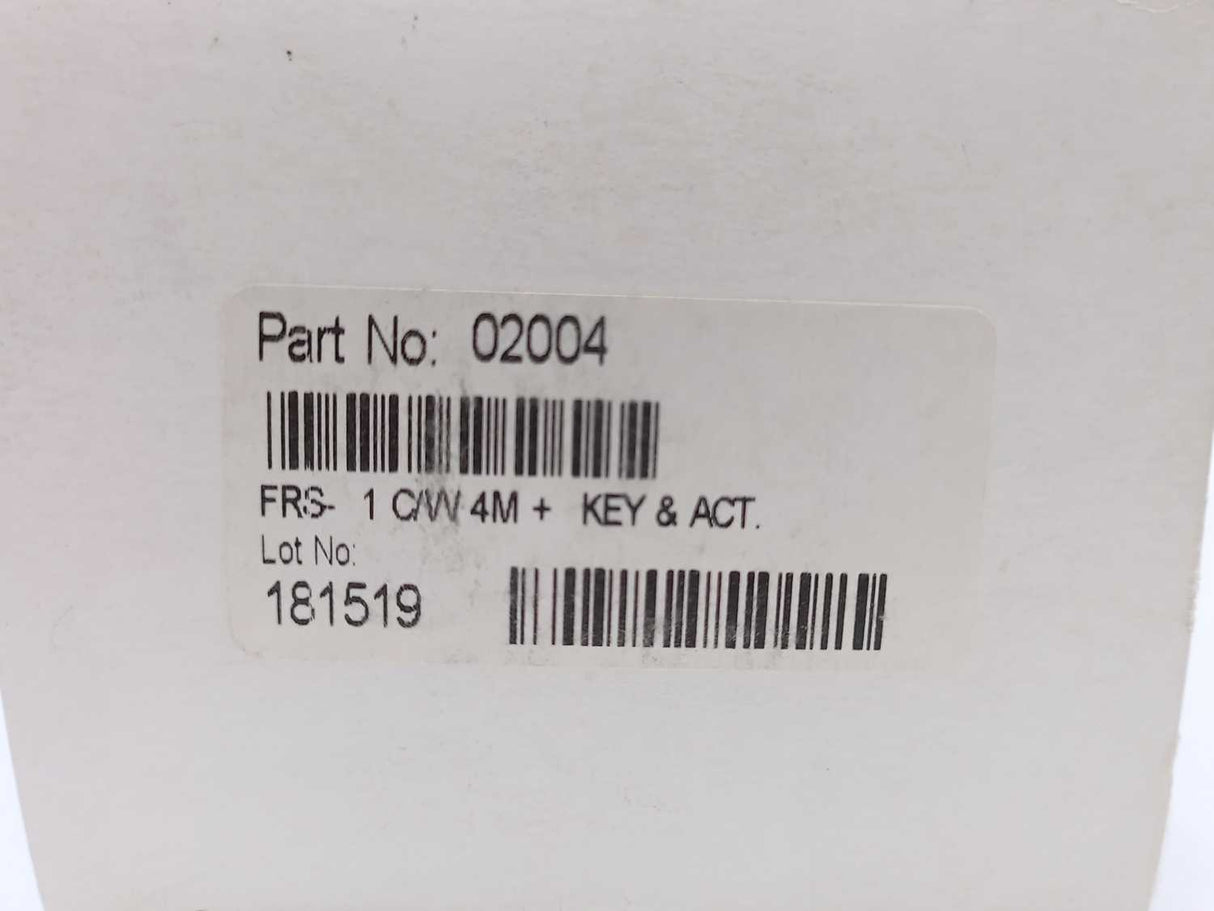 Part No: 02004
FRS- 1 C/W 4M + KEY & ACT.
Lot No:
181519